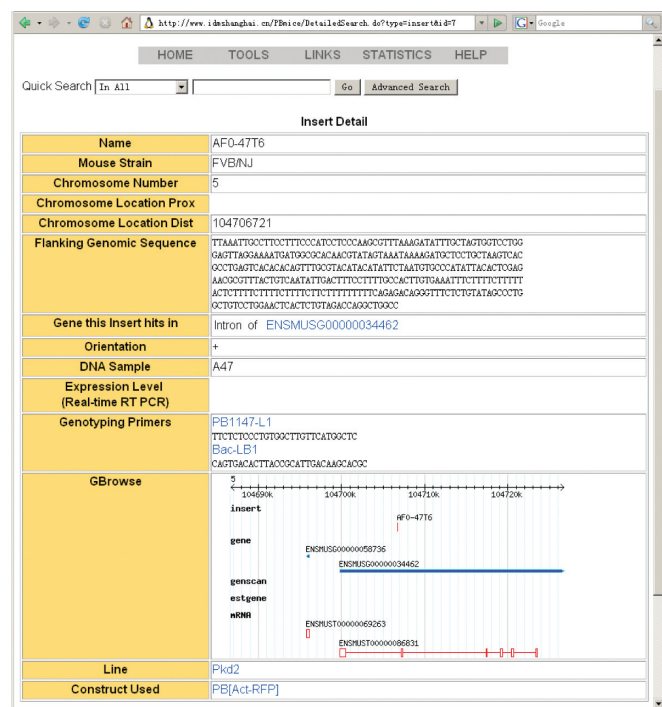 http://www.idmshanghai.cn/PBmice/DetailedSearch.do?type=insert&id=7
G Google
HOME TOOLS LINKS STATISTICS HELP
Quick Search In All Go Advanced Search
Insert Detail
Name AF0-47T6
Mouse Strain FVB/NJ
Chromosome Number 5
Chromosome Location Prox
Chromosome Location Dist 104706721
Flanking Genomic Sequence
TTAAATTGCCTTCCTTTCCCATCCTCCCAAGCGTTTAAAGATATTTGCTAGTGGTCCTGG
GAGTTAGGAAAATGATGGCGCACAACGTATAGTAAATAAAAGATGCTCCTGCTAAGTCAC
GCCTGAGTCACACACAGTTTGCGTACATACATATTCTAATGTGCCCATATTACACTCGAG
AACGCGTTTACTGTCAATATTGACTTTCCTTTTGCCACTTGTGAAATTTCTTTTCTTTTT
ACTCTTTTCTTTTCTTTTCTTCTTTTTTTTTCAGAGACAGGGTTTCTCTGTATAGCCCTG
GCTGTCCTGGAACTCACTCTGTAGACCAGGCTGGCC
Gene this Insert hits in Intron of ENSMUSG00000034462
Orientation +
DNA Sample A47
Expression Level
(Real-time RT PCR)
Genotyping Primers PB1147-L1
TTCTCTCCCTGTGGCTTGTTCATGGCTC
Bac-LB1
CAGTGACACTTACCGCATTGACAAGCACGC
GBrowse
5
104690k 104700k 104710k 104720k
insert
AF0-47T6
gene
ENSMUSG00000058736
ENSMUSG00000034462
genscan
estgene
mRNA
ENSMUST00000069263
ENSMUST00000086831
Line Pkd2
Construct Used PB[Act-RFP]